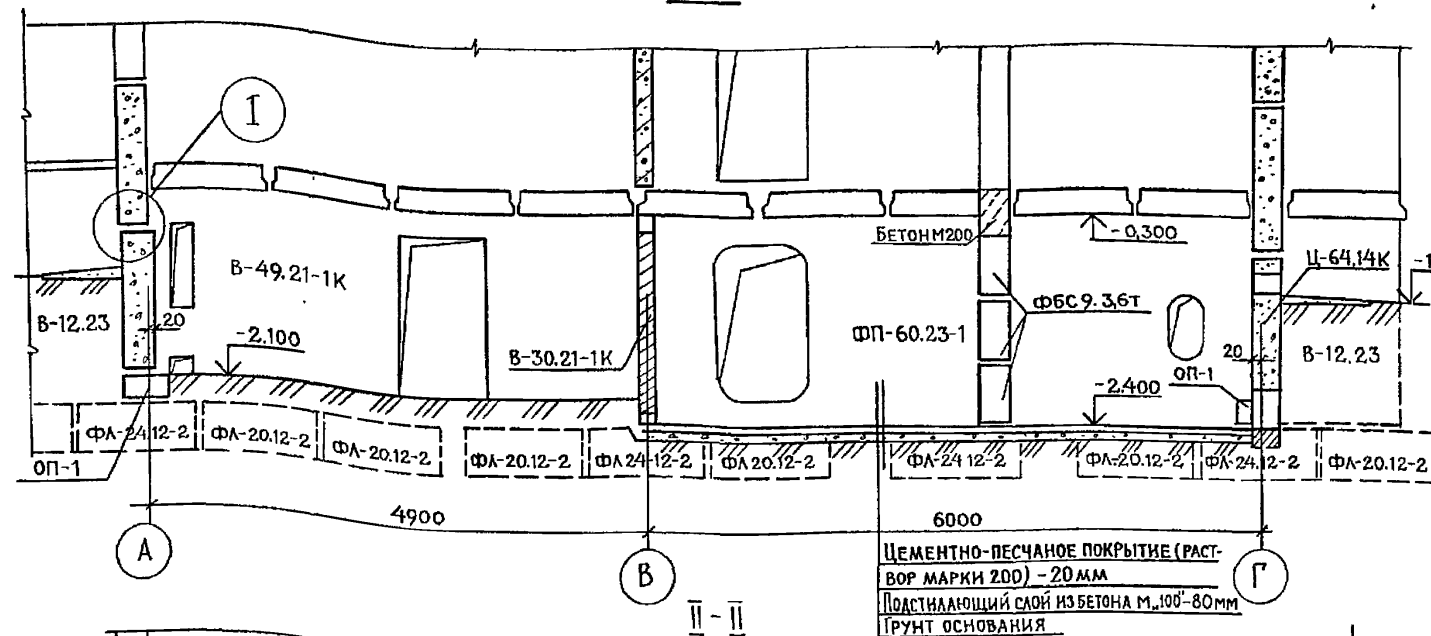 I
БЕТОН М200
-0,300
Ц-64.14К
-1
В-49.21-1К
ФБС 9.3,6Т
В-12.23
20
-2.100
В-30.21-1К
ФП-60.23-1
20
В-12.23
ОП-1
-2.400
ФЛ-24.12-2
ФЛ-20.12-2
ФЛ-20.12-2
ФЛ-20.12-2
ФЛ 24-12-2
ФЛ 20.12-2
ФЛ-24 12-2
ФЛ-20.12-2
ФЛ-24.12-2
ФЛ-20.12-2
ОП-1
4900
6000
А
В
Г
ЦЕМЕНТНО-ПЕСЧАНОЕ ПОКРЫТИЕ (РАСТ-
ВОР МАРКИ 200) - 20 ММ
ПОДСТИЛАЮЩИЙ СЛОЙ ИЗ БЕТОНА М„100"-80ММ
ГРУНТ ОСНОВАНИЯ
II - II